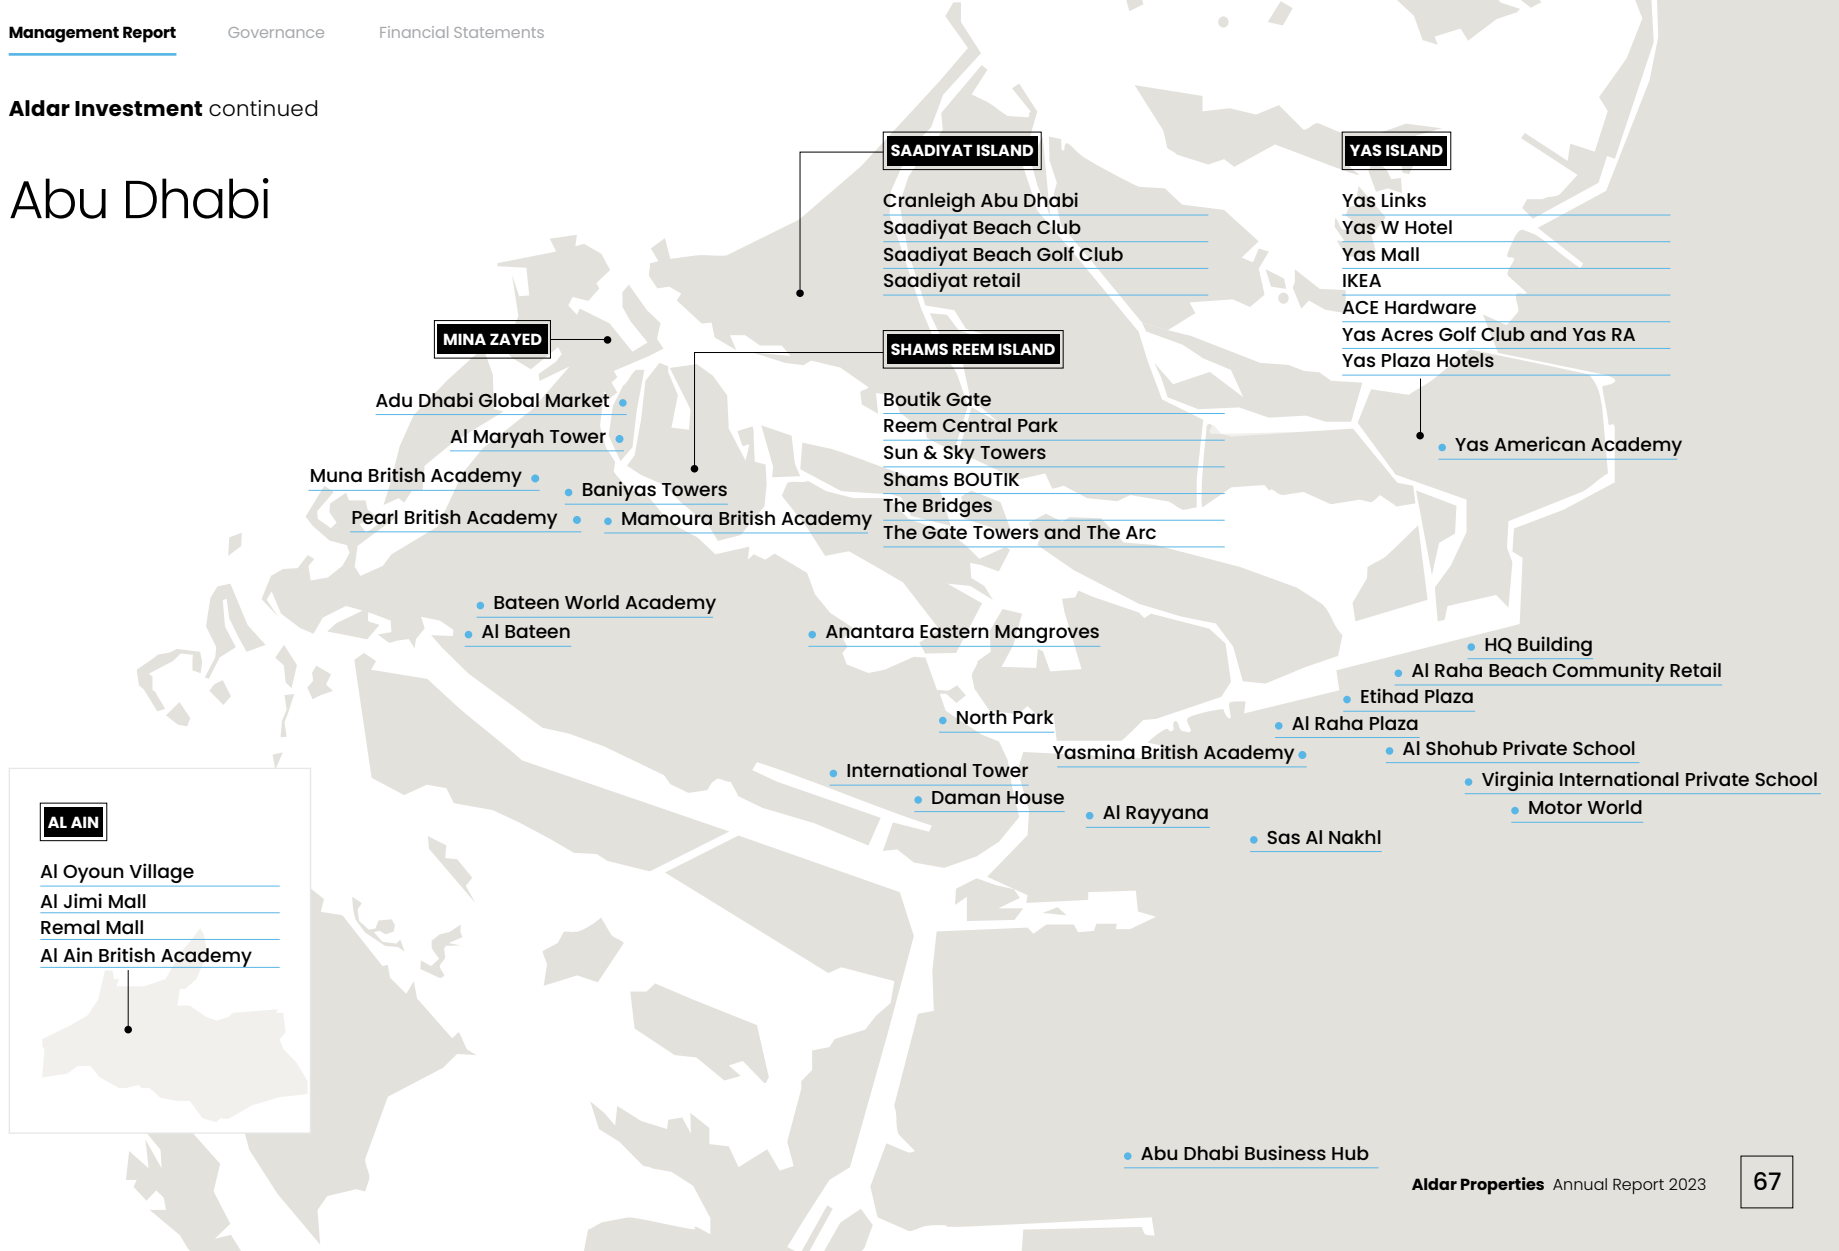 Management Report Governance Financial Statements
Aldar Investment continued
Abu Dhabi
SAADIYAT ISLAND
Cranleigh Abu Dhabi
Saadiyat Beach Club
Saadiyat Beach Golf Club
Saadiyat retail
YAS ISLAND
Yas Links
Yas W Hotel
Yas Mall
IKEA
ACE Hardware
Yas Acres Golf Club and Yas RA
Yas Plaza Hotels
MINA ZAYED
SHAMS REEM ISLAND
Boutik Gate
Reem Central Park
Sun & Sky Towers
Shams BOUTIK
The Bridges
The Gate Towers and The Arc
Adu Dhabi Global Market
Al Maryah Tower
Muna British Academy
Baniyas Towers
Pearl British Academy
Mamoura British Academy
Yas American Academy
Bateen World Academy
Al Bateen
Anantara Eastern Mangroves
HQ Building
Al Raha Beach Community Retail
Etihad Plaza
North Park
Al Raha Plaza
Yasmina British Academy
Al Shohub Private School
International Tower
Virginia International Private School
Daman House
Motor World
Al Rayyana
Sas Al Nakhl
AL AIN
Al Oyoun Village
Al Jimi Mall
Remal Mall
Al Ain British Academy
Abu Dhabi Business Hub
Aldar Properties Annual Report 2023
67